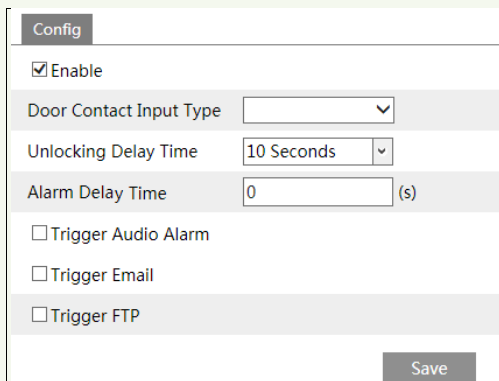 Config
Enable
Door Contact Input Type
Unlocking Delay Time 10 Seconds
Alarm Delay Time 0 (s)
Trigger Audio Alarm
Trigger Email
Trigger FTP
Save